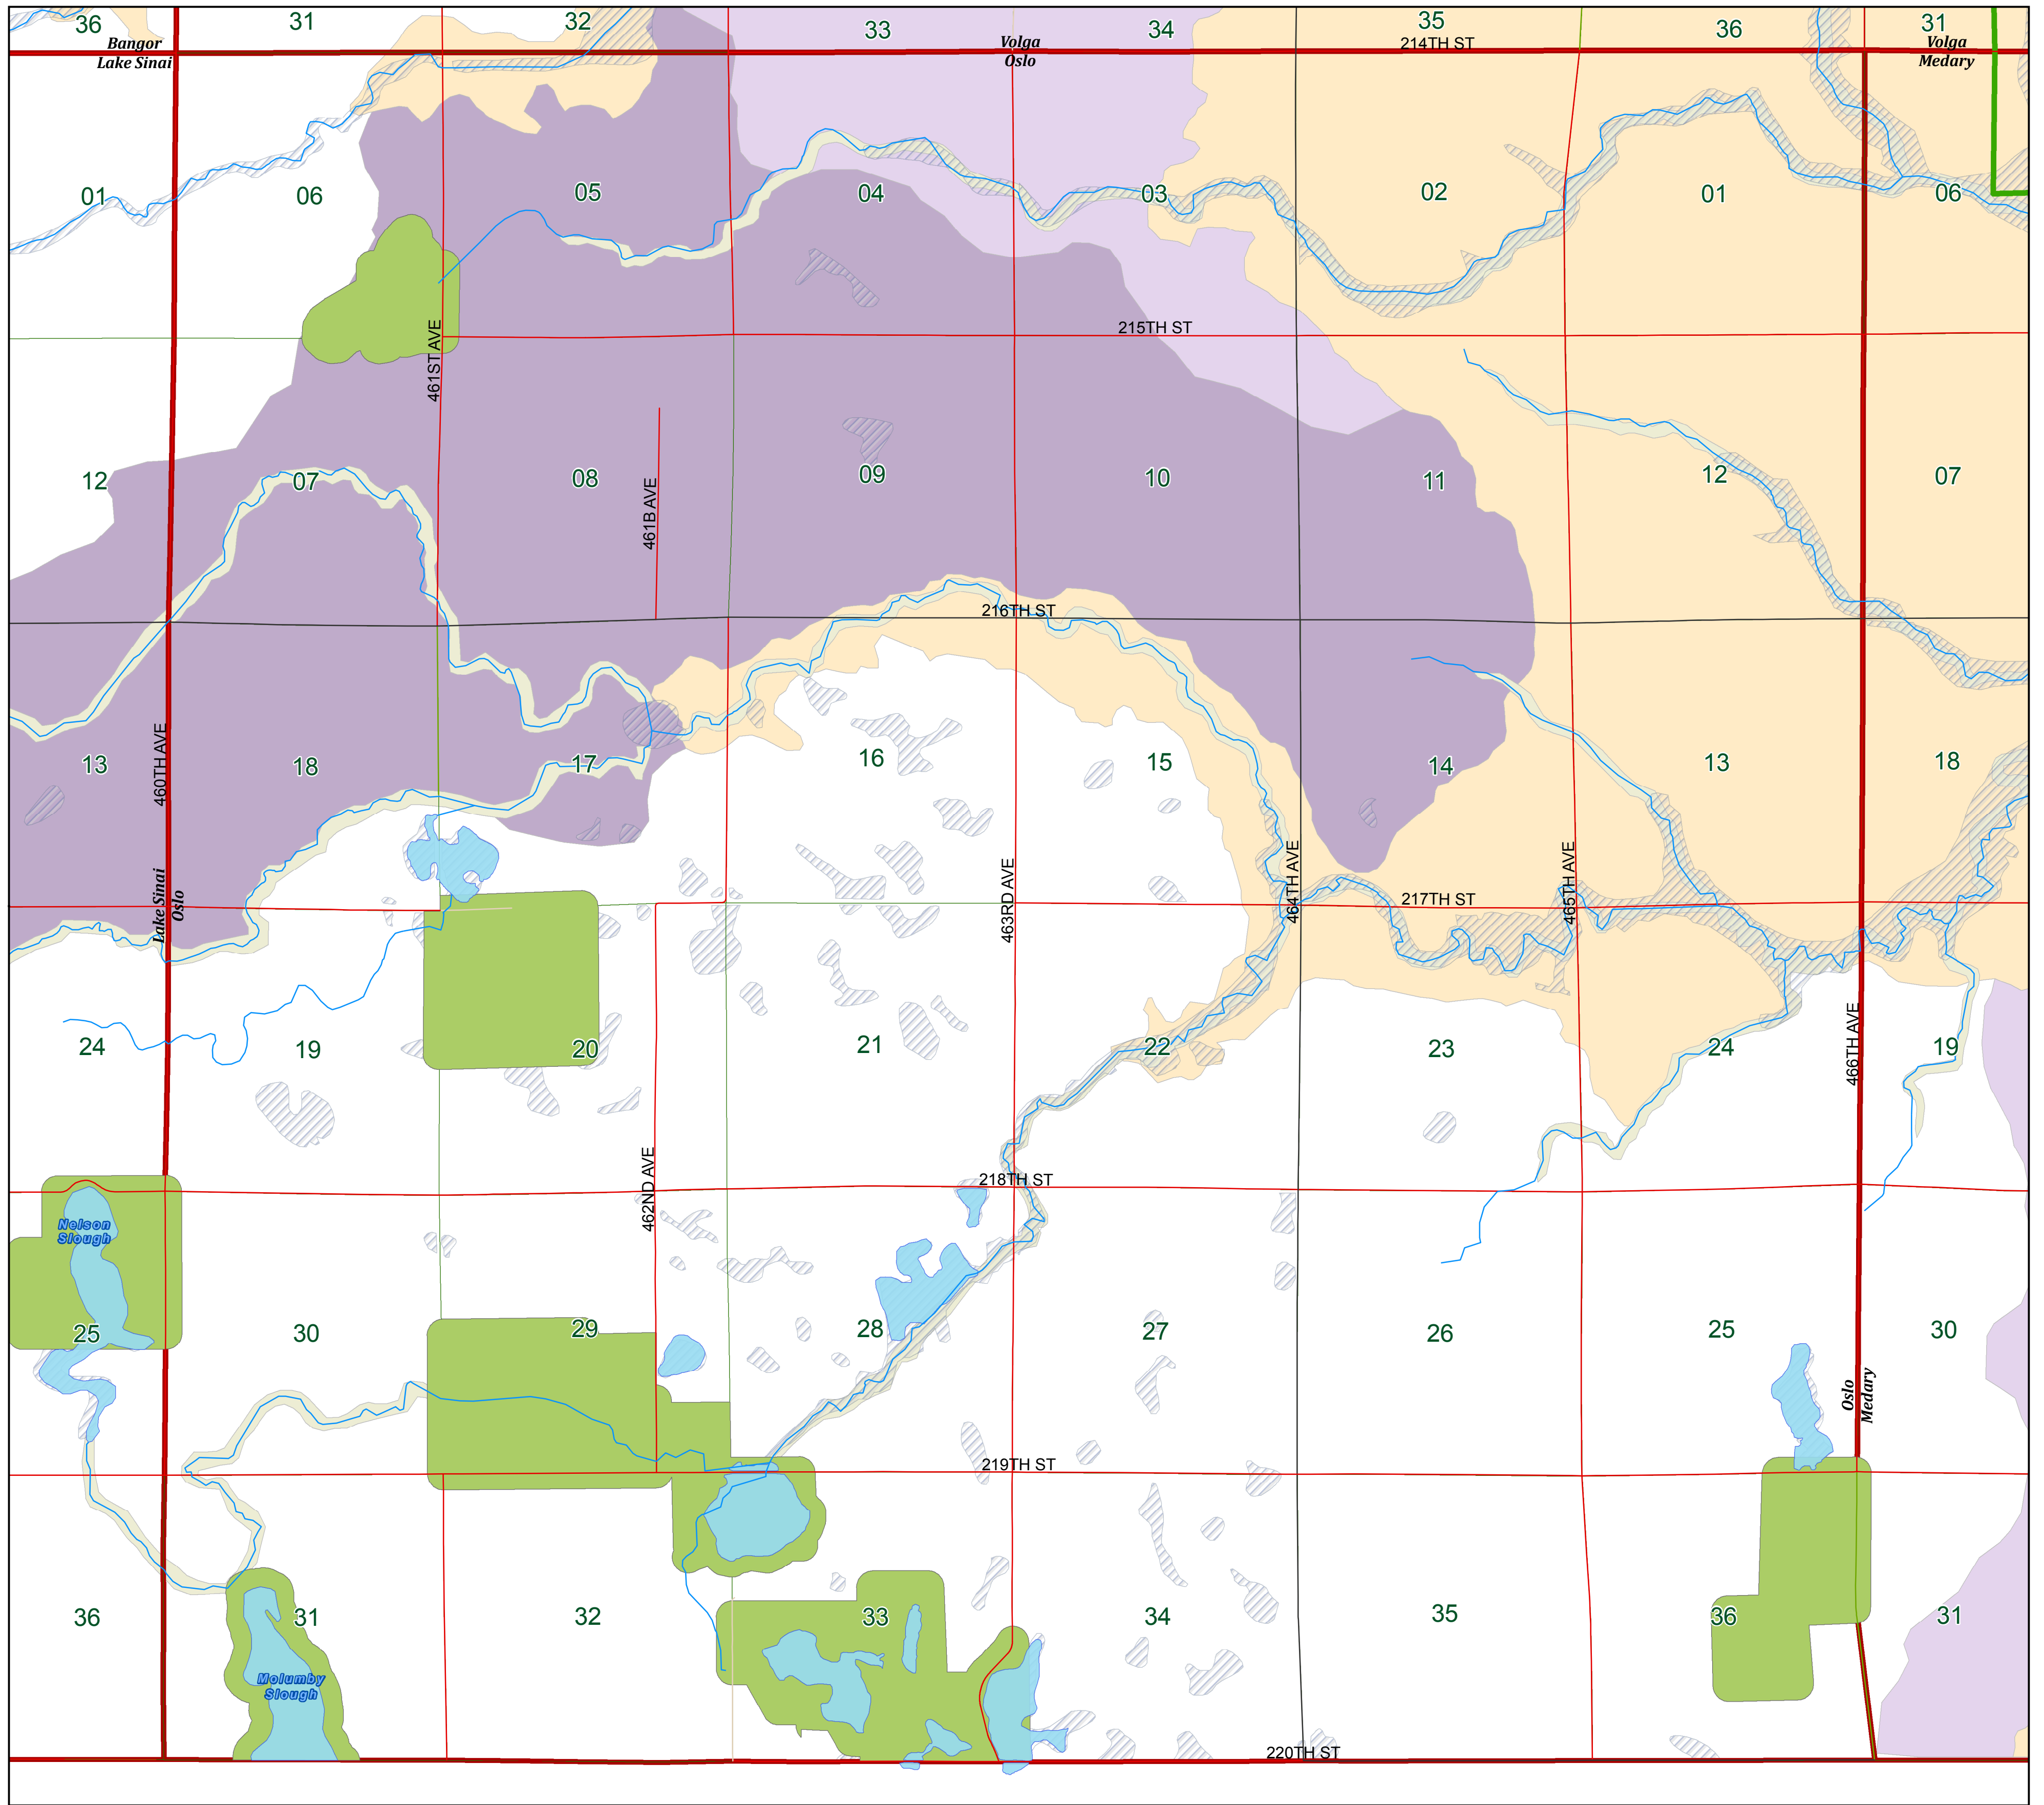 36
31
32
33
34
35
36
31
Bangor
Lake Sinai
Volga
Oslo
214TH ST
Volga
Medary
01
06
05
04
03
02
01
06
215TH ST
461ST AVE
12
07
08
461B AVE
09
10
11
12
07
216TH ST
13
460TH AVE
18
17
16
15
14
13
18
Lake Sinai
Oslo
463RD AVE
464TH AVE
217TH ST
465TH AVE
24
19
20
21
22
23
24
466TH AVE
19
462ND AVE
218TH ST
Nelson
Slough
25
30
29
28
27
26
25
30
Oslo
Medary
219TH ST
36
31
32
33
34
35
36
31
Molumby
Slough
220TH ST